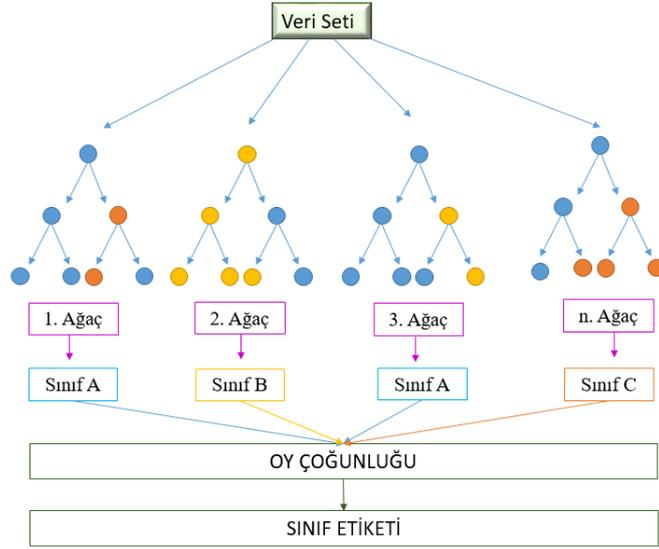 Veri Seti
1. Ağaç
2. Ağaç
3. Ağaç
n. Ağaç
Sınıf A
Sınıf B
Sınıf A
Sınıf C
OY ÇOĞUNLUĞU
SINIF ETİKETİ